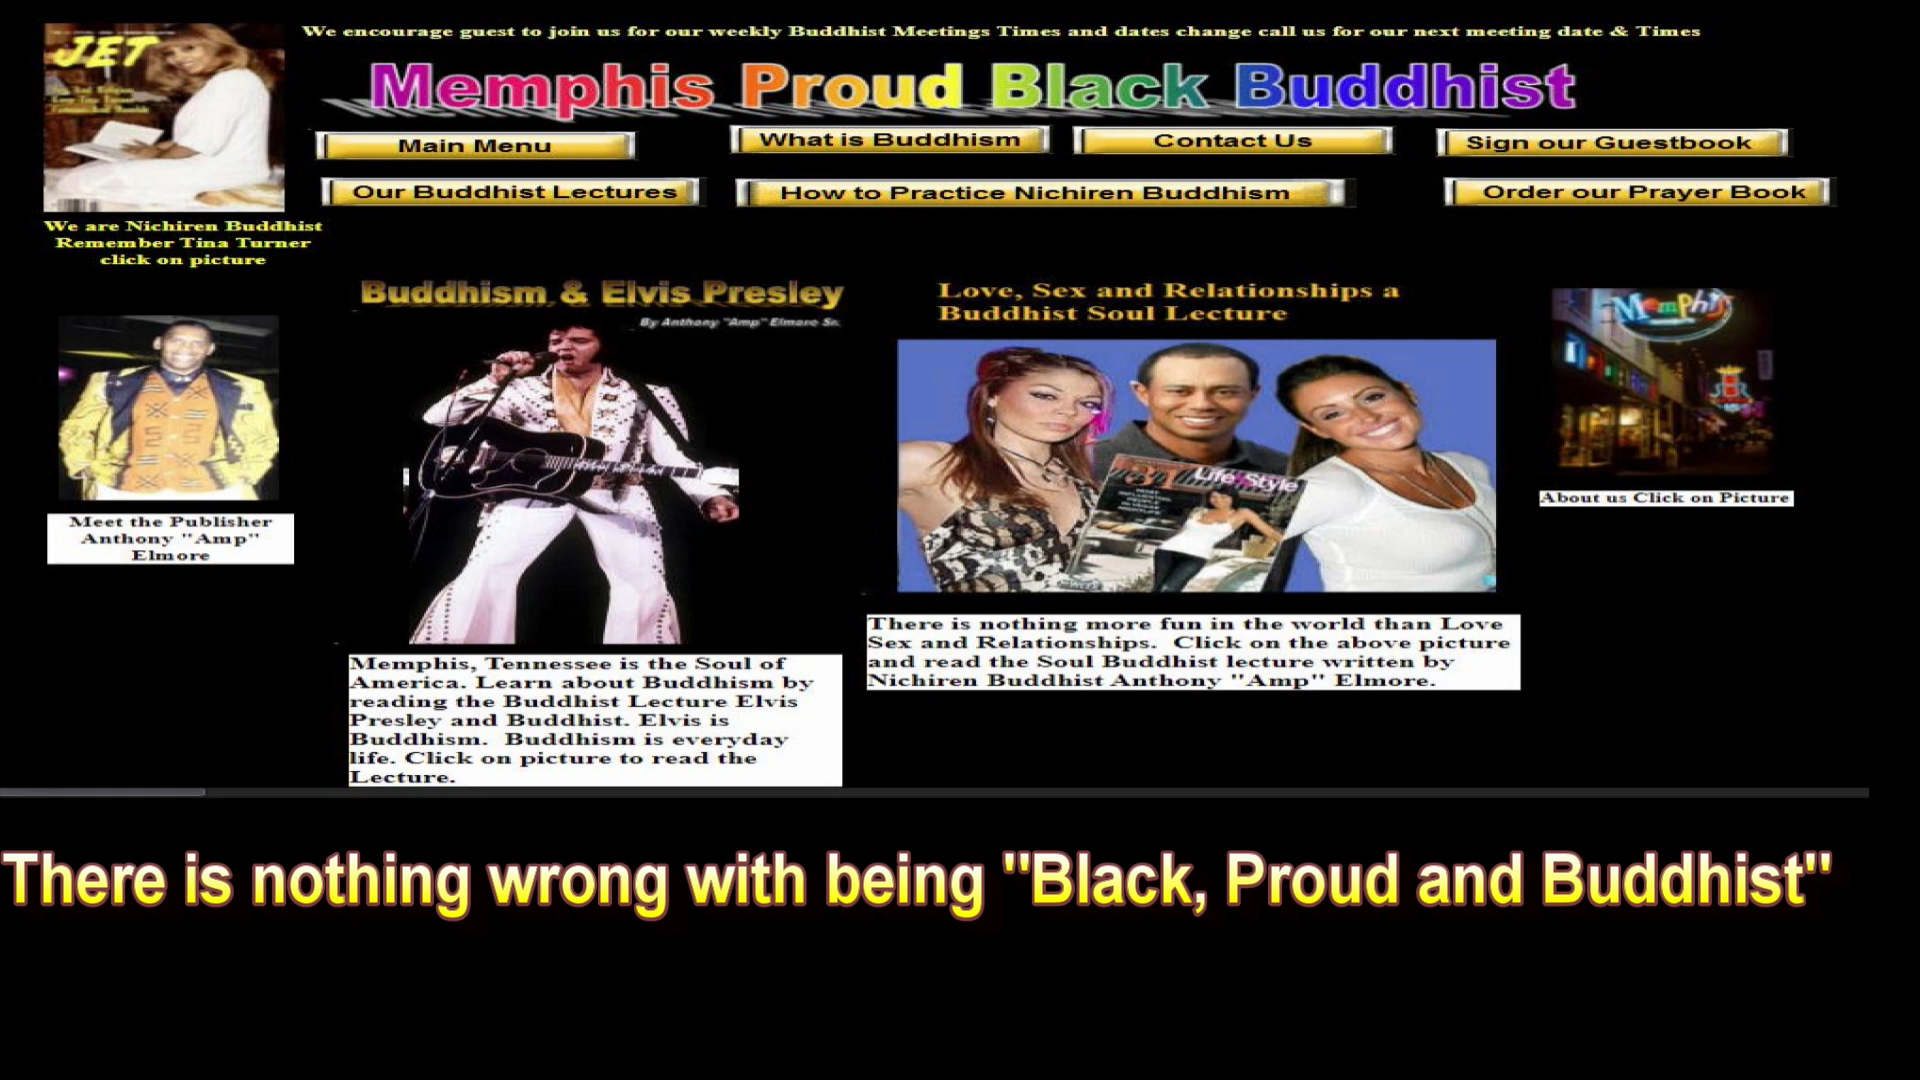 We encourage guest to join us for our weekly Buddhist Meetings Times and dates change call us for our next meeting date & Times
JET
Memphis Proud Black Buddhist
Main Menu
What is Buddhism
Contact Us
Sign our Guestbook
Our Buddhist Lectures
How to Practice Nichiren Buddhism
Order our Prayer Book
We are Nichiren Buddhist
Remember Tina Turner
click on picture
Buddhism & Elvis Presley
By Anthony "Amp" Elmore Sr.
Love, Sex and Relationships a
Buddhist Soul Lecture
Memphis
Life & Style
Meet the Publisher
Anthony "Amp"
Elmore
About us Click on Picture
There is nothing more fun in the world than Love
Sex and Relationships. Click on the above picture
and read the Soul Buddhist lecture written by
Nichiren Buddhist Anthony "Amp" Elmore.
Memphis, Tennessee is the Soul of
America. Learn about Buddhism by
reading the Buddhist Lecture Elvis
Presley and Buddhist. Elvis is
Buddhism. Buddhism is everyday
life. Click on picture to read the
Lecture.
There is nothing wrong with being "Black, Proud and Buddhist"